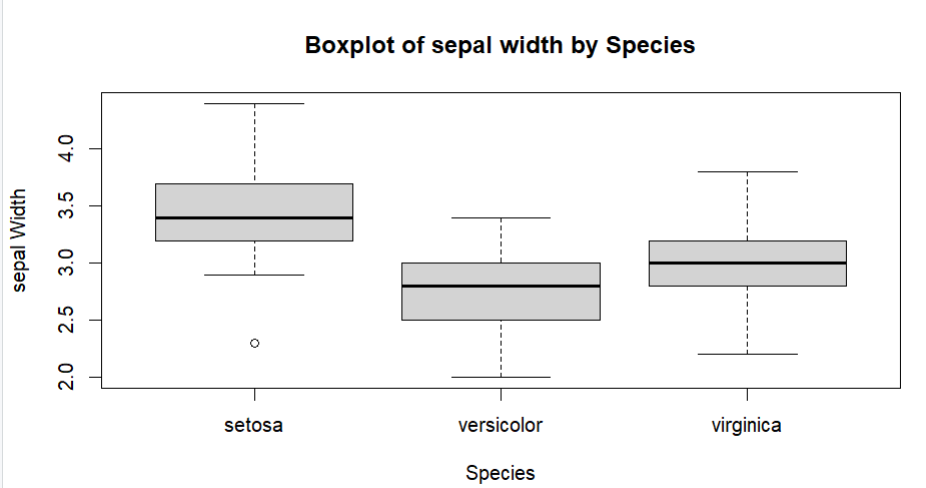 Boxplot of sepal width by Species
sepal Width
4.0
3.5
3.0
2.5
2.0
setosa
versicolor
virginica
Species